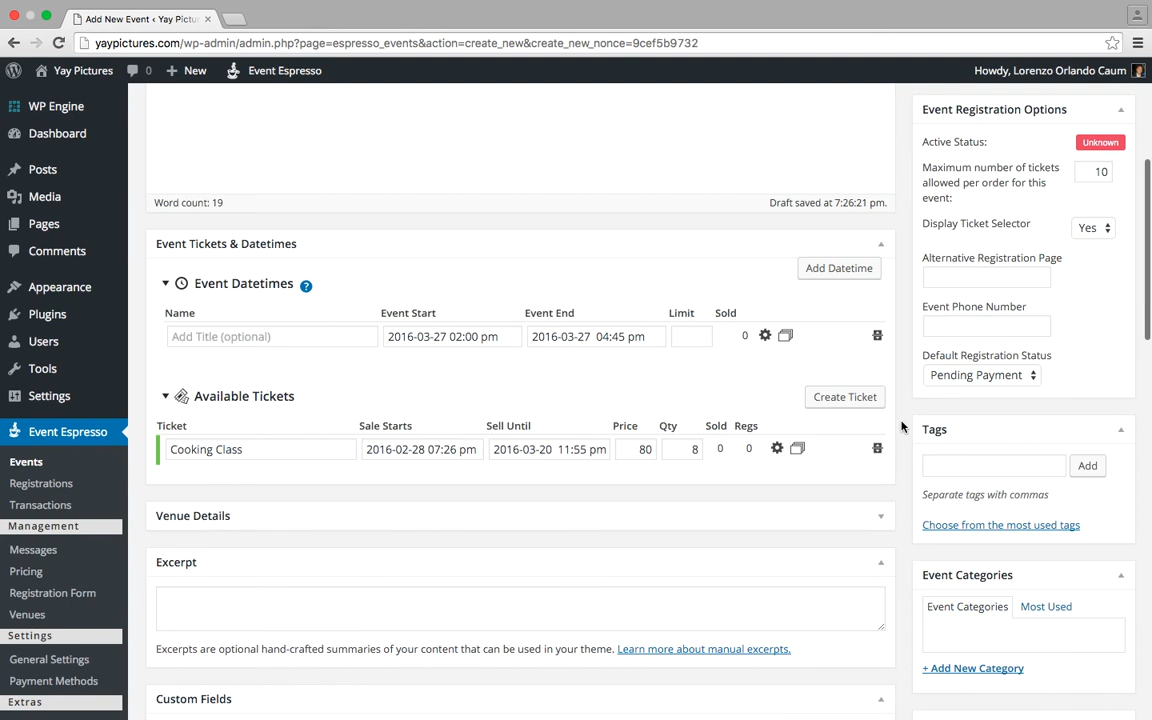 Add New Event ‹ Yay Pictu
yaypictures.com/wp-admin/admin.php?page=espresso_events&action=create_new&create_new_nonce=9cef5b9732
Yay Pictures 0 New Event Espresso Howdy, Lorenzo Orlando Caum
WP Engine
Dashboard
Posts
Media
Pages
Comments
Appearance
Plugins
Users
Tools
Settings
Event Espresso
Events
Registrations
Transactions
Management
Messages
Pricing
Registration Form
Venues
Settings
General Settings
Payment Methods
Extras
Word count: 19 Draft saved at 7:26:21 pm.
Event Tickets & Datetimes
Add Datetime
Event Datetimes ?
Name Event Start Event End Limit Sold
Add Title (optional) 2016-03-27 02:00 pm 2016-03-27 04:45 pm 0
Available Tickets Create Ticket
Ticket Sale Starts Sell Until Price Qty Sold Regs
Cooking Class 2016-02-28 07:26 pm 2016-03-20 11:55 pm 80 8 0 0
Venue Details
Excerpt
Excerpts are optional hand-crafted summaries of your content that can be used in your theme. Learn more about manual excerpts.
Custom Fields
Event Registration Options
Active Status: Unknown
Maximum number of tickets
allowed per order for this
event:
10
Display Ticket Selector Yes
Alternative Registration Page
Event Phone Number
Default Registration Status
Pending Payment
Tags
Add
Separate tags with commas
Choose from the most used tags
Event Categories
Event Categories Most Used
+ Add New Category